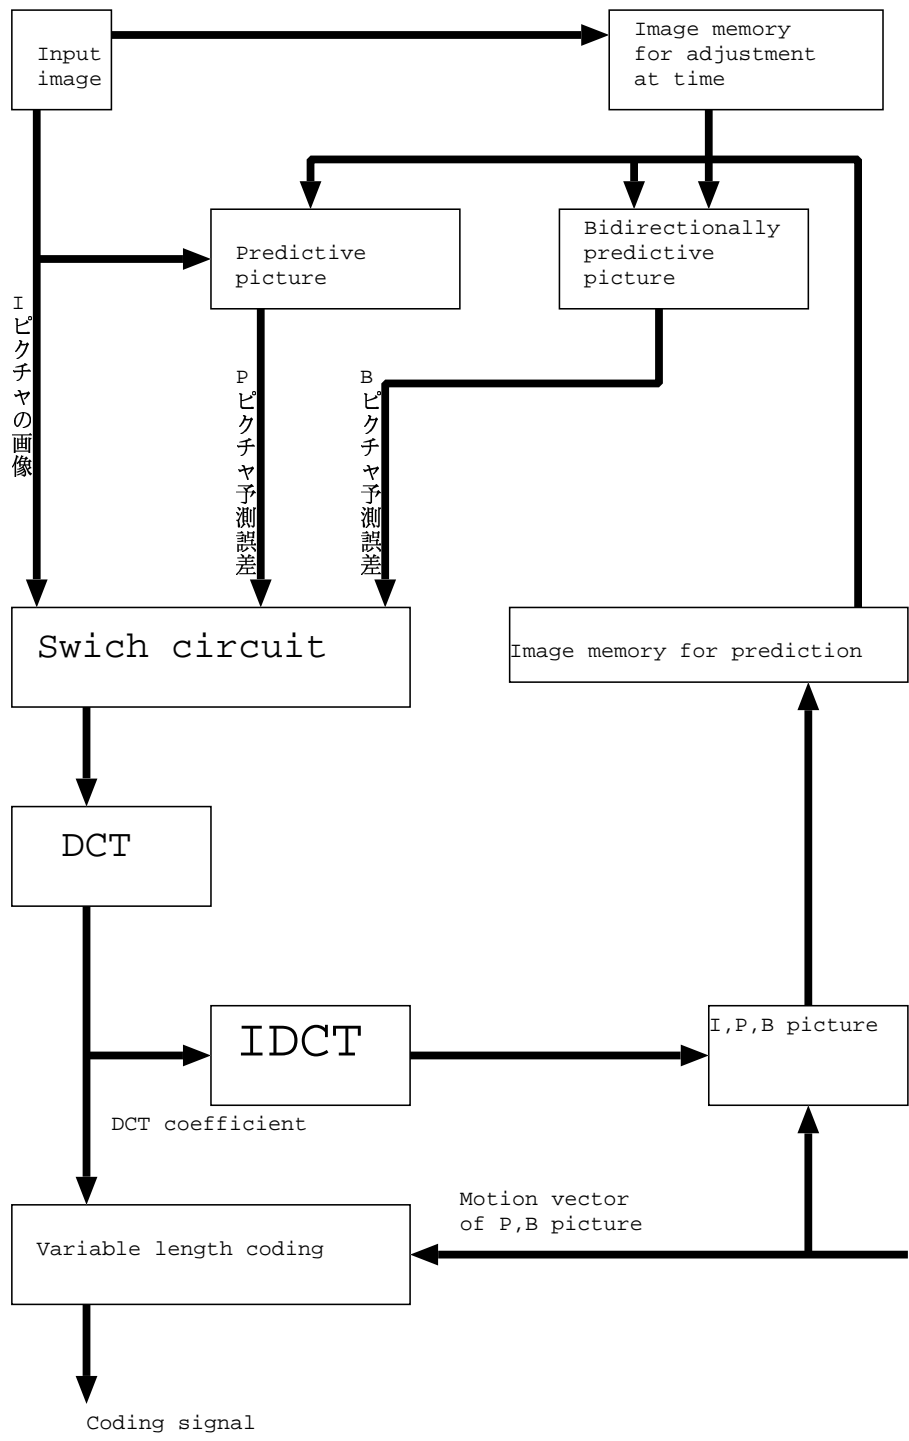 Input
image
Image memory
for adjustment
at time
Predictive
picture
Bidirectionally
predictive
picture
Iピクチャの画像
Pピクチャ予測誤差
Bピクチャ予測誤差
Swich circuit
Image memory for prediction
DCT
IDCT
I,P,B picture
DCT coefficient
Motion vector
of P,B picture
Variable length coding
Coding signal